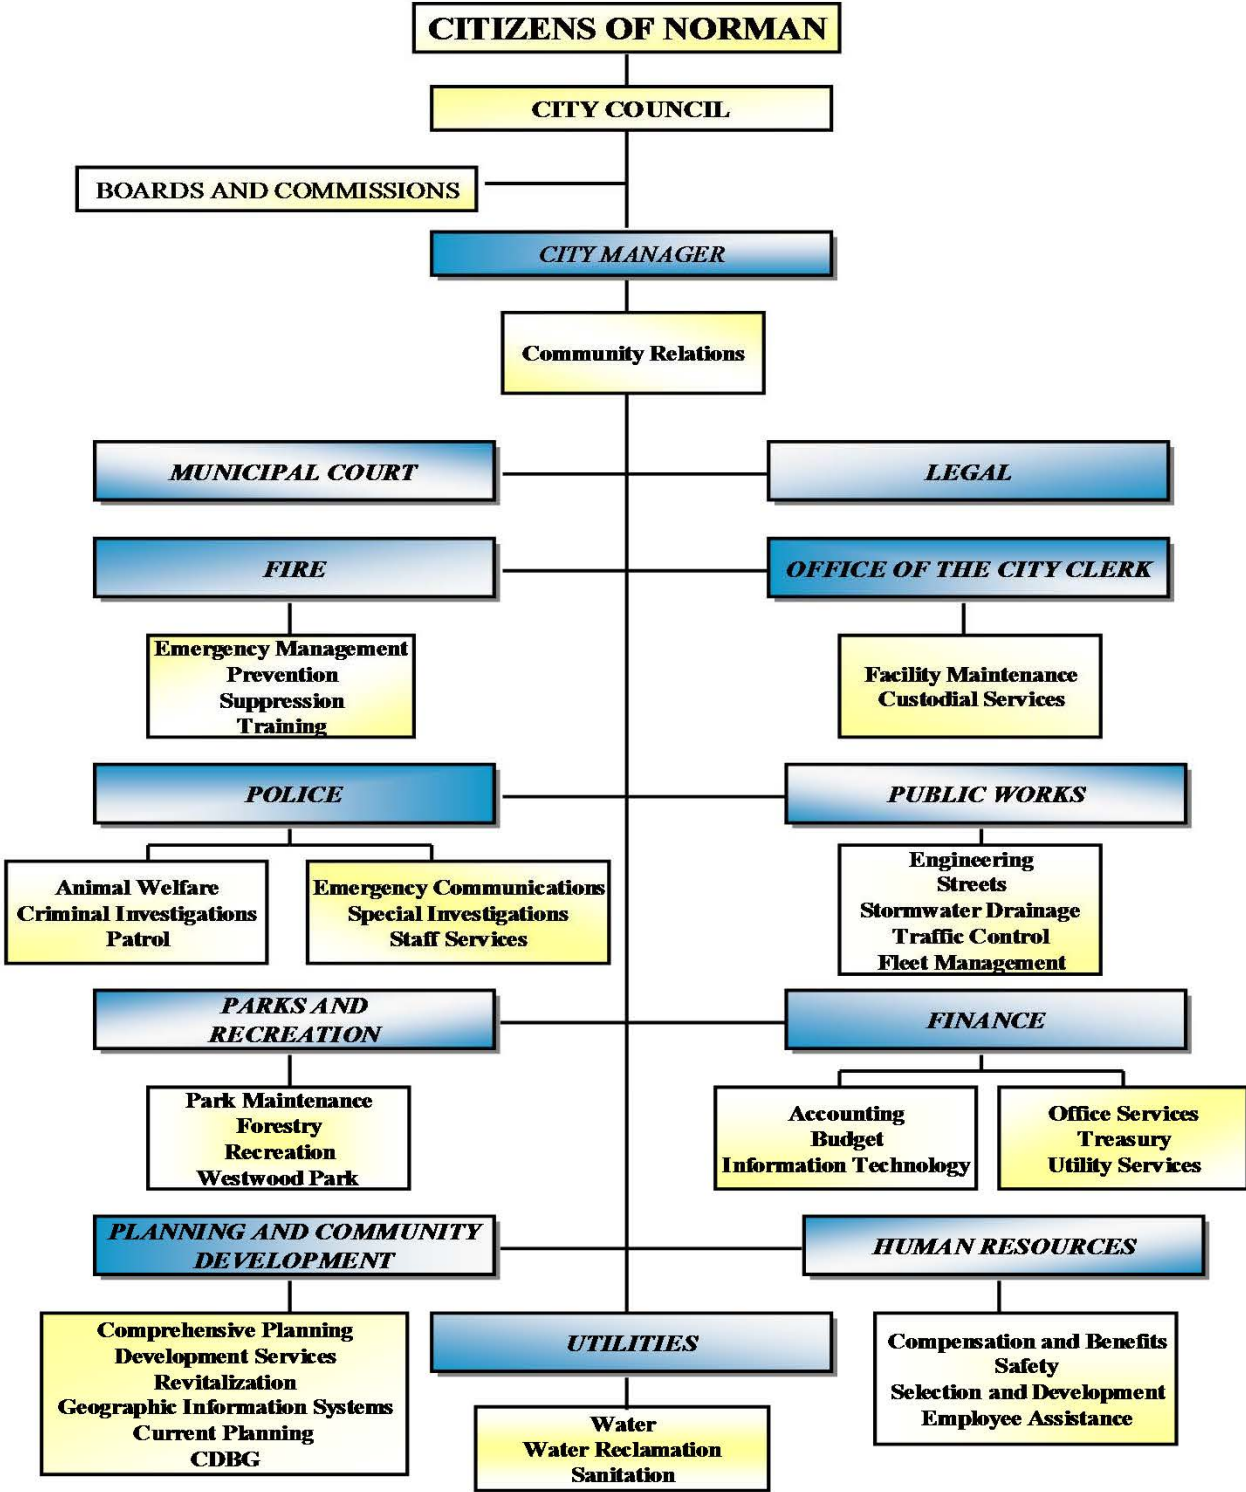 CITIZENS OF NORMAN
CITY COUNCIL
BOARDS AND COMMISSIONS
CITY MANAGER
Community Relations
MUNICIPAL COURT
LEGAL
FIRE
OFFICE OF THE CITY CLERK
Emergency Management
Prevention
Suppression
Training
Facility Maintenance
Custodial Services
POLICE
PUBLIC WORKS
Animal Welfare
Criminal Investigations
Patrol
Emergency Communications
Special Investigations
Staff Services
Engineering
Streets
Stormwater Drainage
Traffic Control
Fleet Management
PARKS AND
RECREATION
FINANCE
Park Maintenance
Forestry
Recreation
Westwood Park
Accounting
Budget
Information Technology
Office Services
Treasury
Utility Services
PLANNING AND COMMUNITY
DEVELOPMENT
HUMAN RESOURCES
Comprehensive Planning
Development Services
Revitalization
Geographic Information Systems
Current Planning
CDBG
UTILITIES
Water
Water Reclamation
Sanitation
Compensation and Benefits
Safety
Selection and Development
Employee Assistance